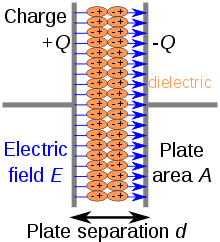 Charge
+Q
-Q
dielectric
Electric
field E
Plate
area A
Plate separation d